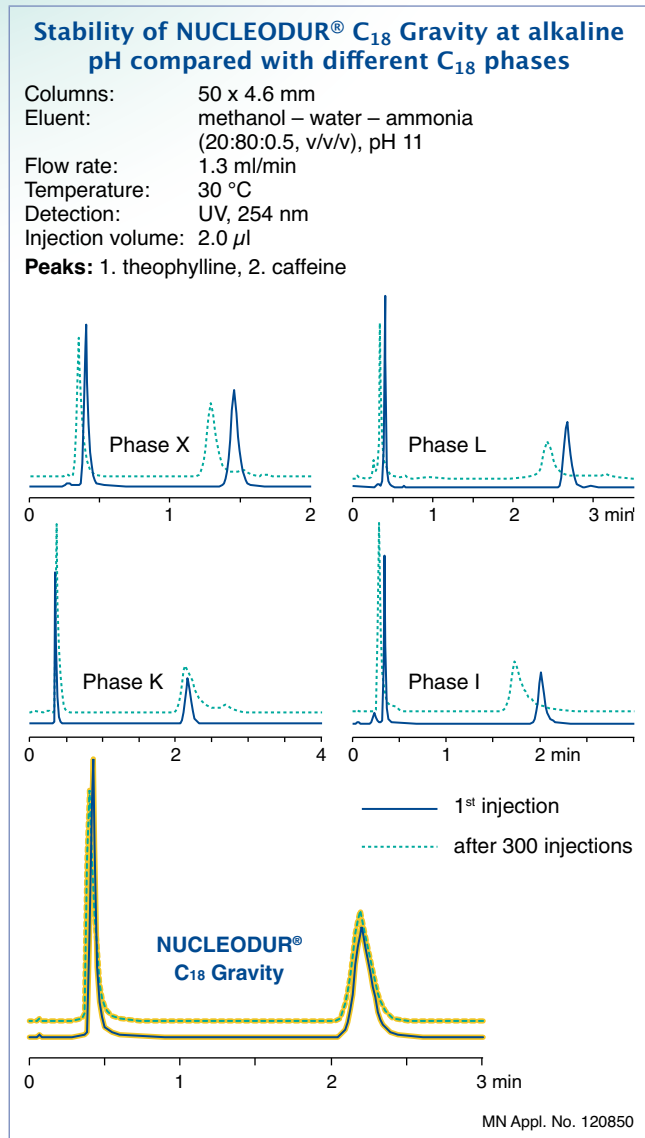 Stability of NUCLEODUR® C₁₈ Gravity at alkaline
pH compared with different C₁₈ phases
Columns: 50 x 4.6 mm
Eluent: methanol – water – ammonia
(20:80:0.5, v/v/v), pH 11
Flow rate: 1.3 ml/min
Temperature: 30 °C
Detection: UV, 254 nm
Injection volume: 2.0 µl
Peaks: 1. theophylline, 2. caffeine
Phase X
0 1 2
Phase L
0 1 2 3 min
Phase K
0 2 4
Phase I
0 1 2 min
1ˢᵗ injection
after 300 injections
NUCLEODUR®
C₁₈ Gravity
0 1 2 3 min
MN Appl. No. 120850